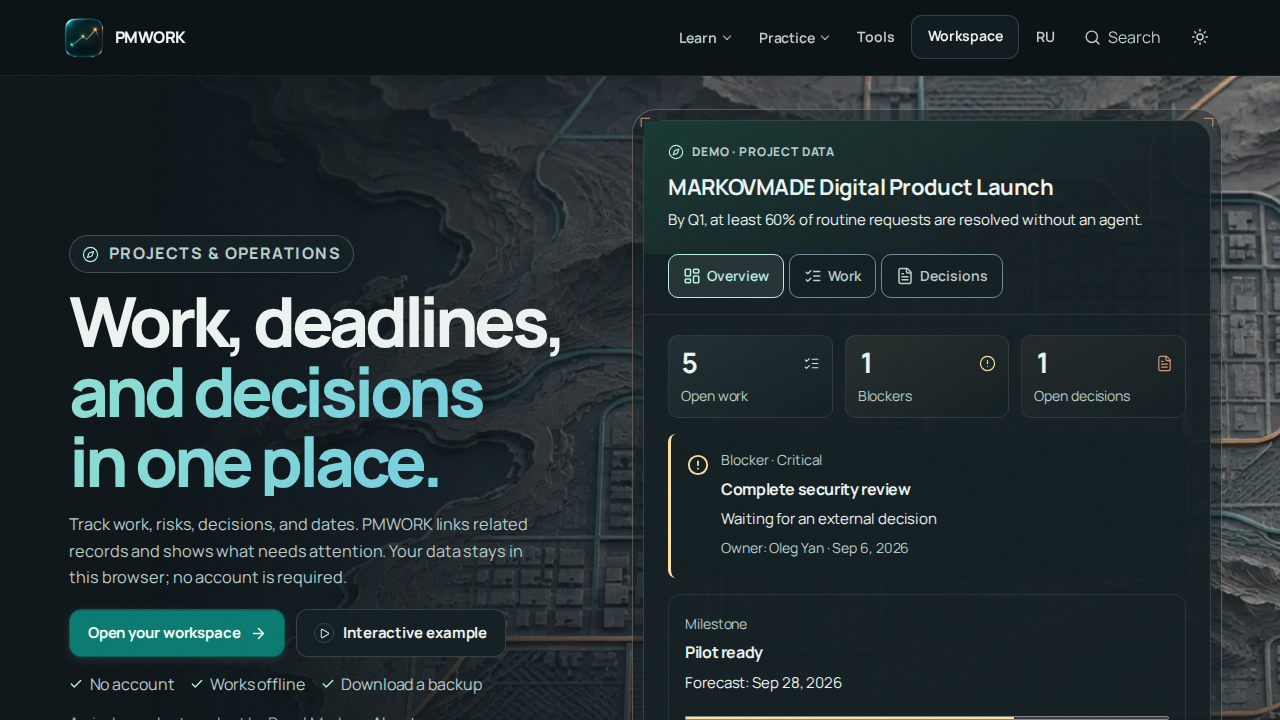 PMWORK
Learn
Practice
Tools
Workspace
RU
Search
PROJECTS & OPERATIONS
Work, deadlines,
and decisions
in one place.
Track work, risks, decisions, and dates. PMWORK links related
records and shows what needs attention. Your data stays in
this browser; no account is required.
Open your workspace
Interactive example
No account
Works offline
Download a backup
DEMO · PROJECT DATA
MARKOVMADE Digital Product Launch
By Q1, at least 60% of routine requests are resolved without an agent.
Overview
Work
Decisions
5
Open work
1
Blockers
1
Open decisions
Blocker · Critical
Complete security review
Waiting for an external decision
Owner: Oleg Yan · Sep 6, 2026
Milestone
Pilot ready
Forecast: Sep 28, 2026